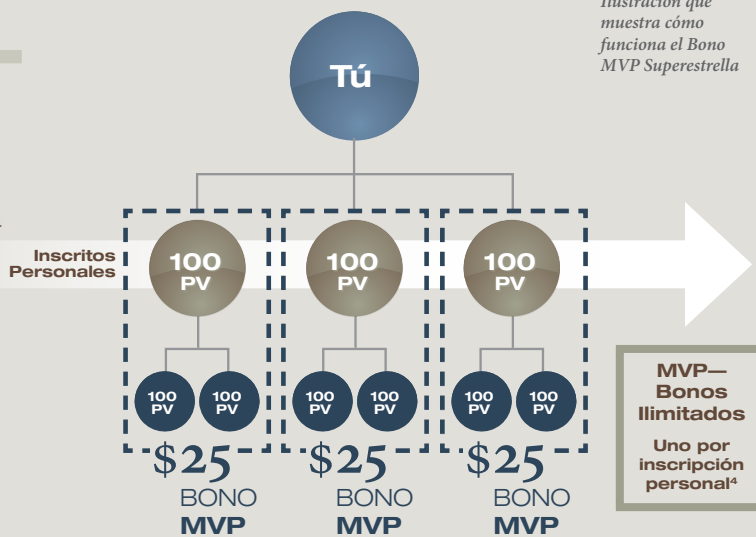 Ilustración que
muestra cómo
funciona el Bono
MVP Superestrella
Tú
Inscritos
Personales
100
PV
100
PV
100
PV
100
PV
100
PV
100
PV
100
PV
100
PV
100
PV
$25
BONO
MVP
$25
BONO
MVP
$25
BONO
MVP
MVP—
Bonos
Ilimitados
Uno por
inscripción
personal⁴